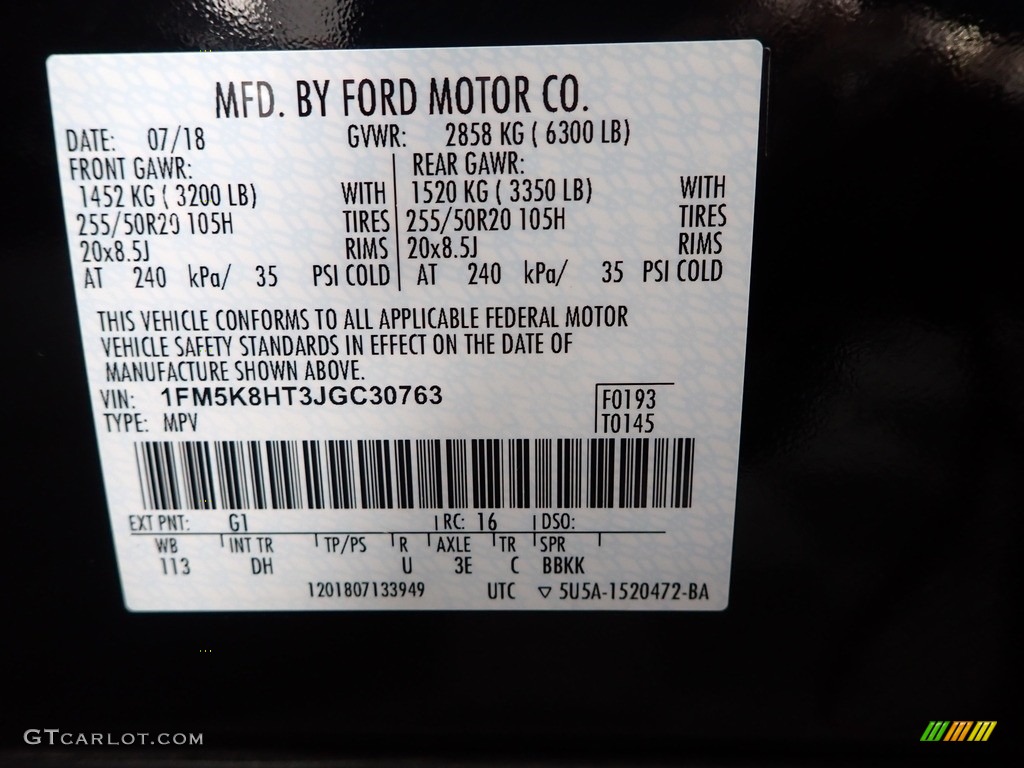 MFD. BY FORD MOTOR CO.
DATE: 07/18 GVWR: 2858 KG ( 6300 LB)
FRONT GAWR: REAR GAWR:
1452 KG ( 3200 LB) WITH 1520 KG ( 3350 LB) WITH
255/50R20 105H TIRES 255/50R20 105H TIRES
20x8.5J RIMS 20x8.5J RIMS
AT 240 kPa/ 35 PSI COLD AT 240 kPa/ 35 PSI COLD
THIS VEHICLE CONFORMS TO ALL APPLICABLE FEDERAL MOTOR
VEHICLE SAFETY STANDARDS IN EFFECT ON THE DATE OF
MANUFACTURE SHOWN ABOVE.
VIN: 1FM5K8HT3JGC30763 F0193
TYPE: MPV T0145
EXT PNT: G1 RC: 16 DSO:
WB INT TR TP/PS R AXLE TR SPR
113 DH U 3E C BBKK
1201807133949 UTC ▽ 5U5A-1520472-BA
GTCARLOT.COM